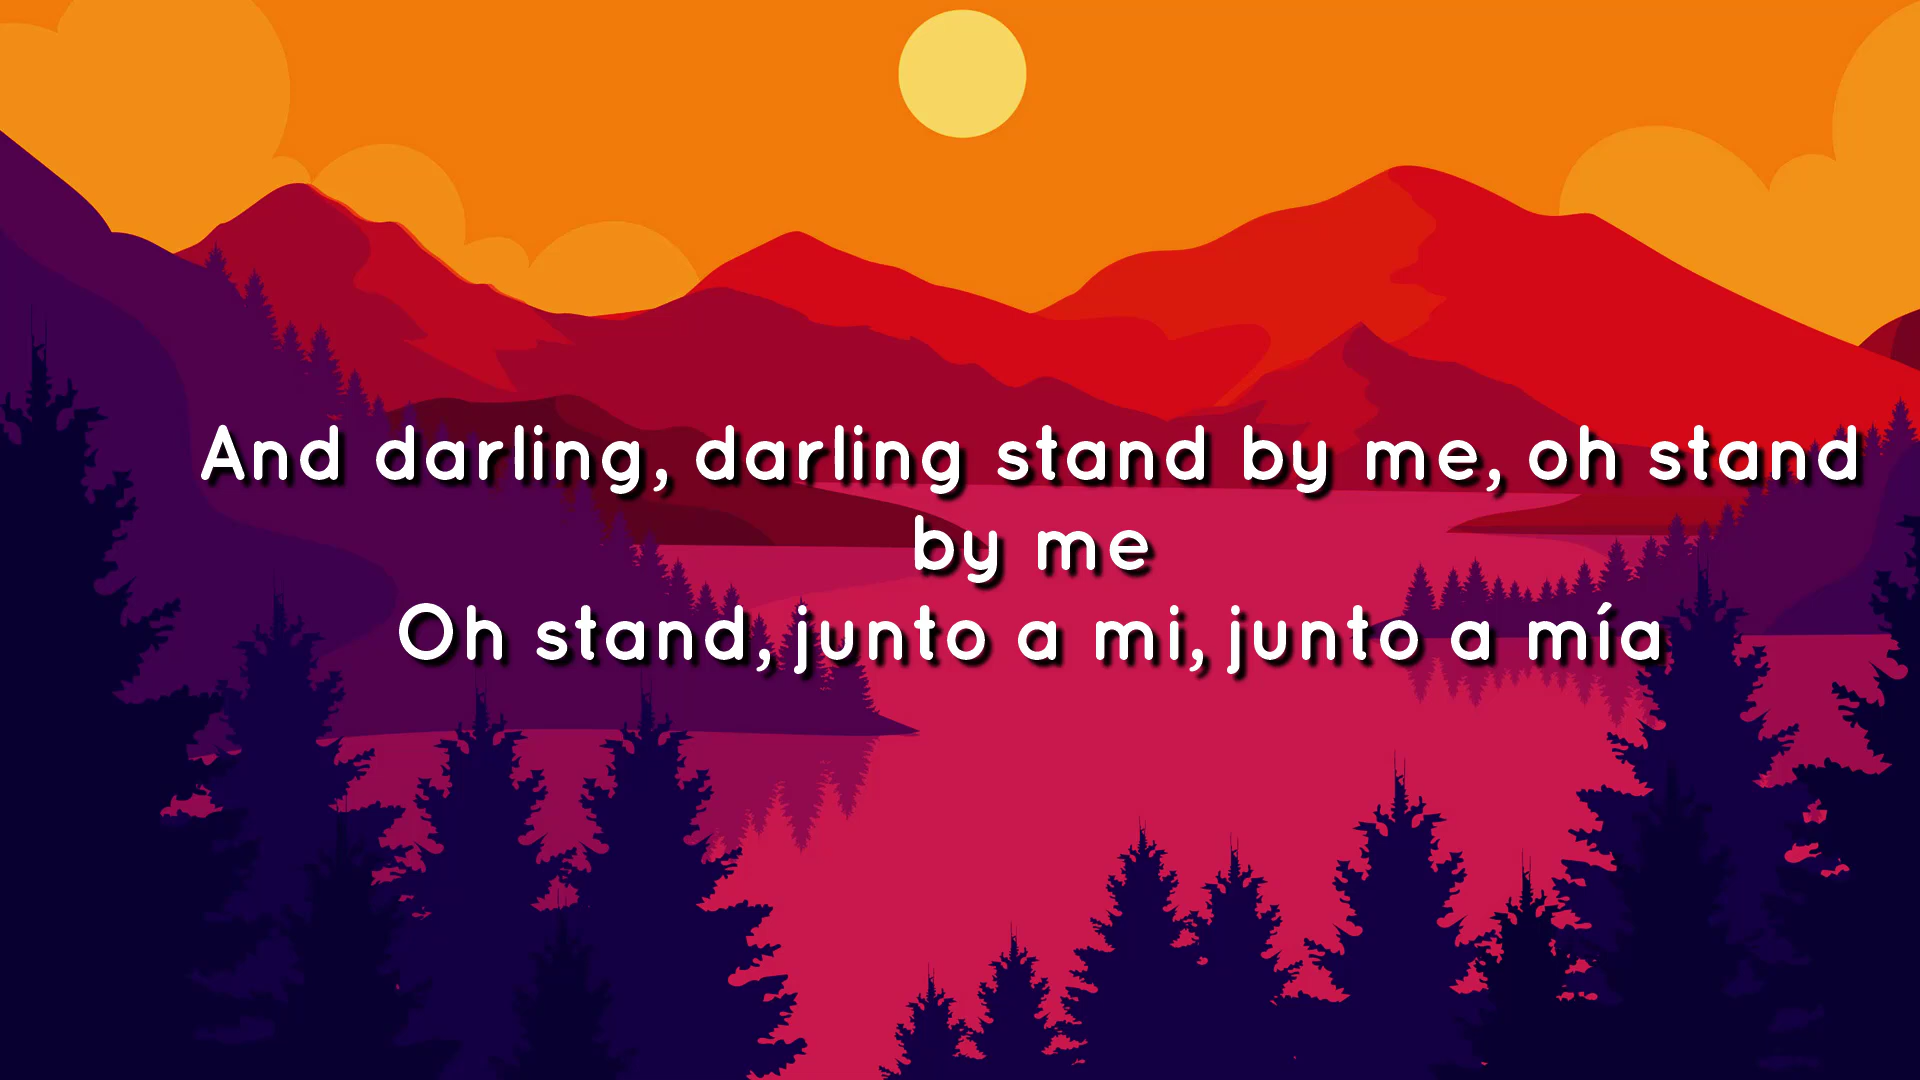 And darling, darling stand by me, oh stand
by me
Oh stand, junto a mi, junto a mía